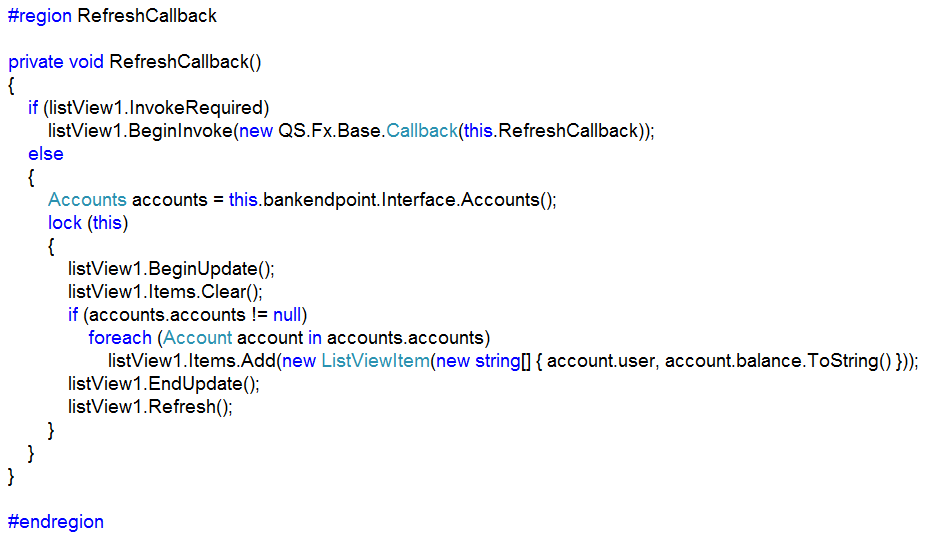 #region RefreshCallback
private void RefreshCallback()
{
if (listView1.InvokeRequired)
listView1.BeginInvoke(new QS.Fx.Base.Callback(this.RefreshCallback));
else
{
Accounts accounts = this.bankendpoint.Interface.Accounts();
lock (this)
{
listView1.BeginUpdate();
listView1.Items.Clear();
if (accounts.accounts != null)
foreach (Account account in accounts.accounts)
listView1.Items.Add(new ListViewItem(new string[] { account.user, account.balance.ToString() }));
listView1.EndUpdate();
listView1.Refresh();
}
}
}
#endregion